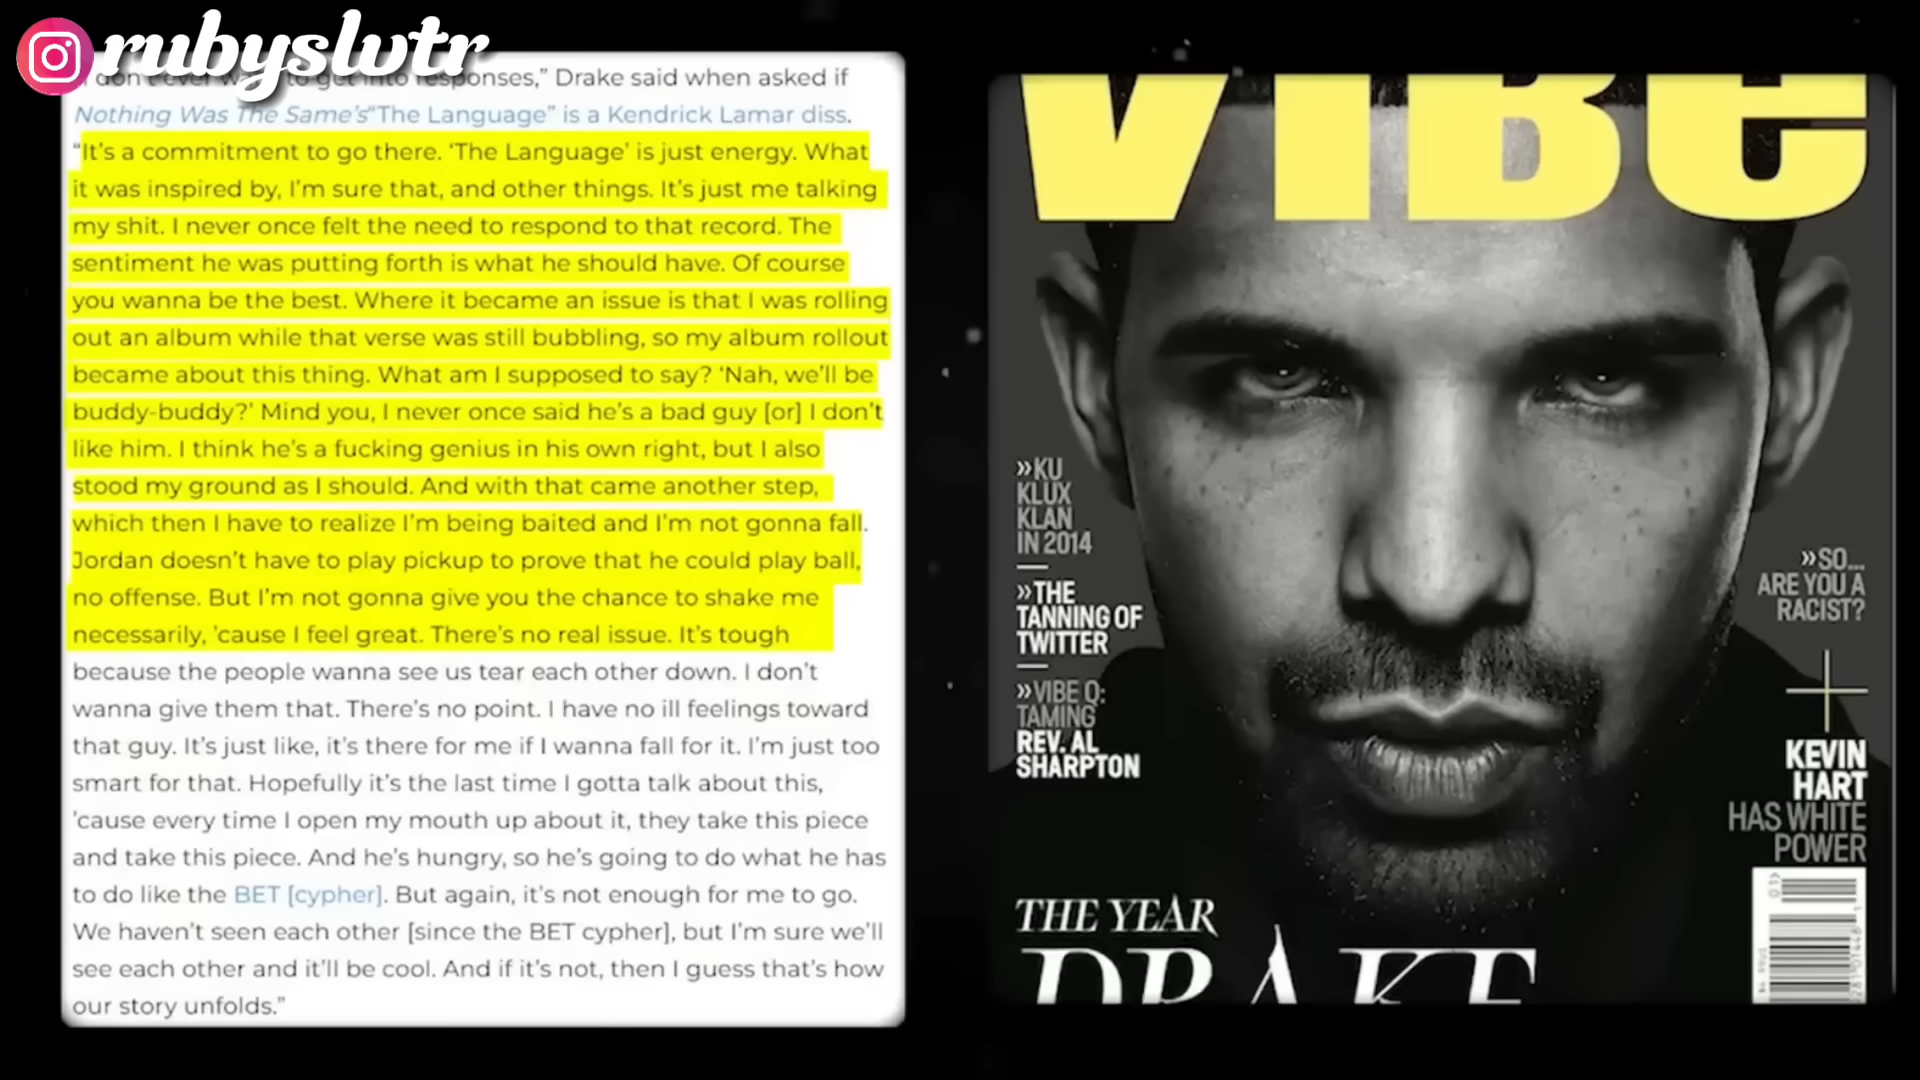 rubyslvtr
I don't ever want to get into responses,” Drake said when asked if
Nothing Was The Same's“The Language” is a Kendrick Lamar diss.
“It's a commitment to go there. ‘The Language’ is just energy. What
it was inspired by, I'm sure that, and other things. It's just me talking
my shit. I never once felt the need to respond to that record. The
sentiment he was putting forth is what he should have. Of course
you wanna be the best. Where it became an issue is that I was rolling
out an album while that verse was still bubbling, so my album rollout
became about this thing. What am I supposed to say? ‘Nah, we'll be
buddy-buddy?’ Mind you, I never once said he's a bad guy [or] I don't
like him. I think he's a fucking genius in his own right, but I also
stood my ground as I should. And with that came another step,
which then I have to realize I'm being baited and I'm not gonna fall.
Jordan doesn't have to play pickup to prove that he could play ball,
no offense. But I'm not gonna give you the chance to shake me
necessarily, ’cause I feel great. There's no real issue. It's tough
because the people wanna see us tear each other down. I don't
wanna give them that. There's no point. I have no ill feelings toward
that guy. It's just like, it's there for me if I wanna fall for it. I'm just too
smart for that. Hopefully it's the last time I gotta talk about this,
’cause every time I open my mouth up about it, they take this piece
and take this piece. And he's hungry, so he's going to do what he has
to do like the BET [cypher]. But again, it's not enough for me to go.
We haven't seen each other [since the BET cypher], but I'm sure we'll
see each other and it'll be cool. And if it's not, then I guess that's how
our story unfolds.”
VIBE
»KU
KLUX
KLAN
IN 2014
»THE
TANNING OF
TWITTER
»VIBE Q:
TAMING
REV. AL
SHARPTON
»SO...
ARE YOU A
RACIST?
KEVIN
HART
HAS WHITE
POWER
THE YEAR
DRAKE